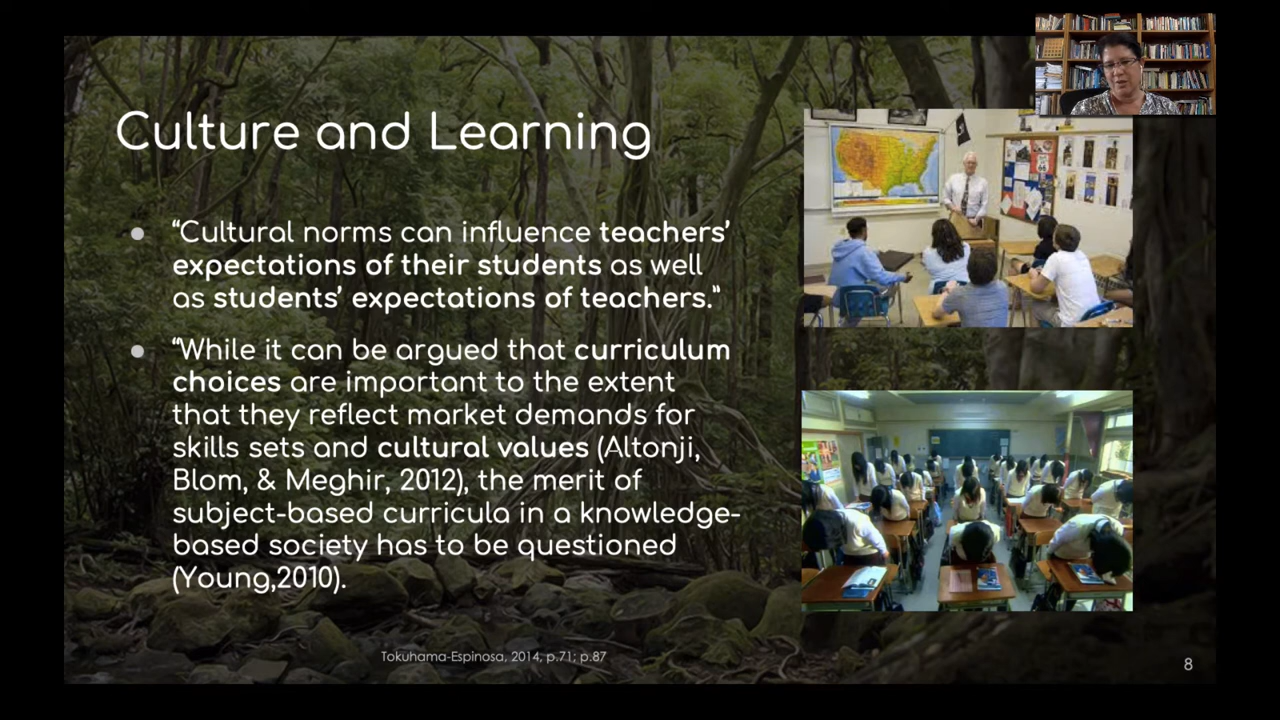 Culture and Learning
“Cultural norms can influence teachers’
expectations of their students as well
as students’ expectations of teachers.”
“While it can be argued that curriculum
choices are important to the extent
that they reflect market demands for
skills sets and cultural values (Altonji,
Blom, & Meghir, 2012), the merit of
subject-based curricula in a knowledge-
based society has to be questioned
(Young,2010).
Tokuhama-Espinosa, 2014, p.71; p.87
8